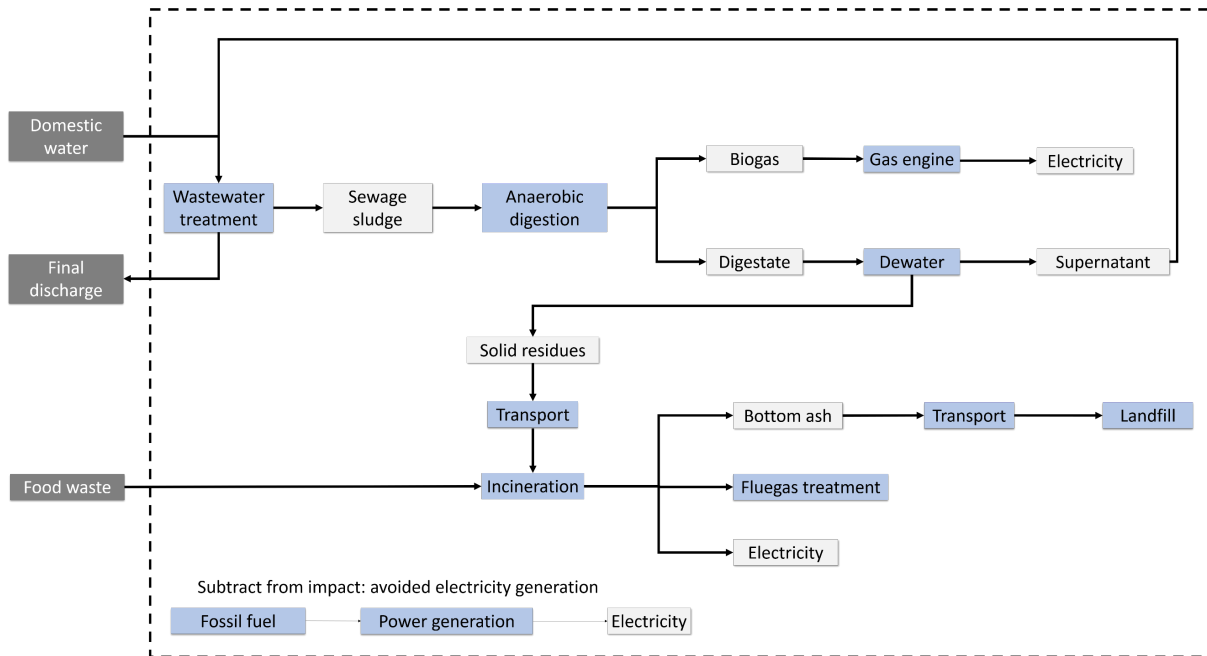 Domestic
water
Biogas
Gas engine
Electricity
Wastewater
treatment
Sewage
sludge
Anaerobic
digestion
Final
discharge
Digestate
Dewater
Supernatant
Solid residues
Transport
Bottom ash
Transport
Landfill
Food waste
Incineration
Fluegas treatment
Electricity
Subtract from impact: avoided electricity generation
Fossil fuel
Power generation
Electricity